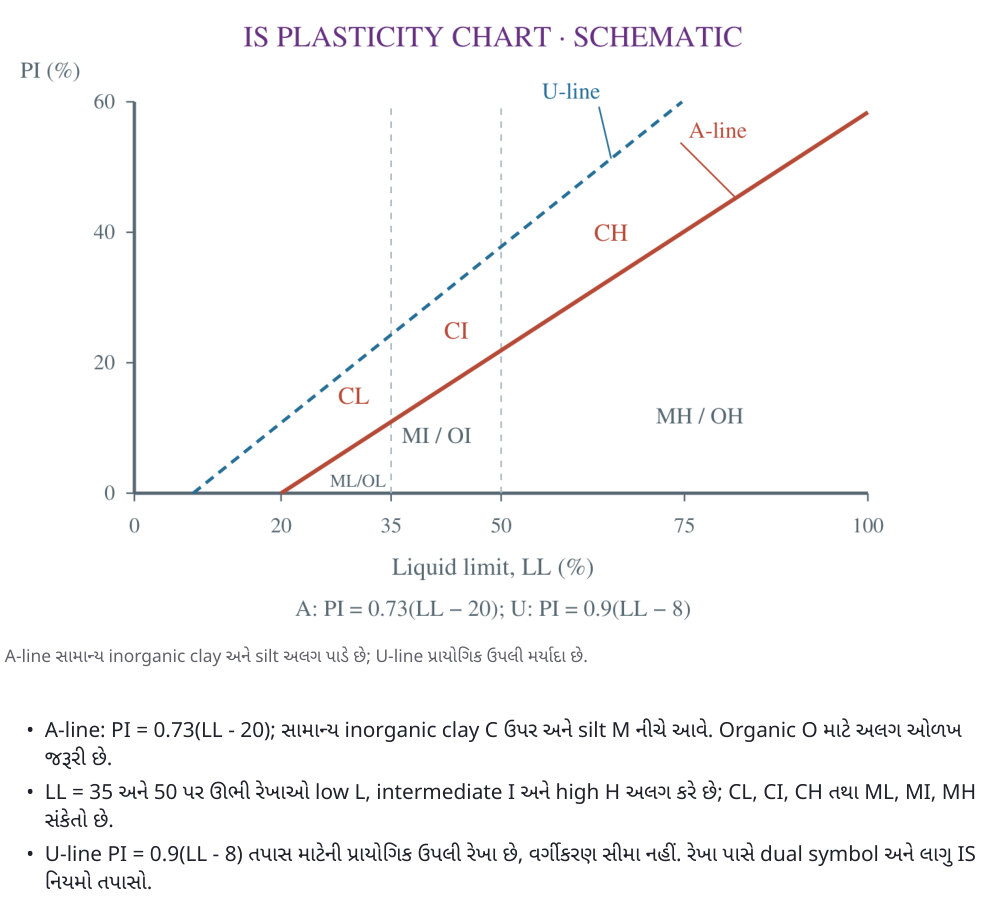 IS PLASTICITY CHART · SCHEMATIC
PI (%)
U-line
60
A-line
40
CH
CI
20
CL
MH / OH
MI / OI
ML/OL
0
0 20 35 50 75 100
Liquid limit, LL (%)
A: PI = 0.73(LL − 20); U: PI = 0.9(LL − 8)
A-line સામાન્ય inorganic clay અને silt અલગ પાડે છે; U-line પ્રાયોગિક ઉપલી મર્યાદા છે.
• A-line: PI = 0.73(LL - 20); સામાન્ય inorganic clay C ઉપર અને silt M નીચે આવે. Organic O માટે અલગ ઓળખ
જરૂરી છે.
• LL = 35 અને 50 પર ઊભી રેખાઓ low L, intermediate I અને high H અલગ કરે છે; CL, CI, CH તથા ML, MI, MH
સંકેતો છે.
• U-line PI = 0.9(LL - 8) તપાસ માટેની પ્રાયોગિક ઉપલી રેખા છે, વર્ગીકરણ સીમા નહીં. રેખા પાસે dual symbol અને લાગુ IS
નિયમો તપાસો.